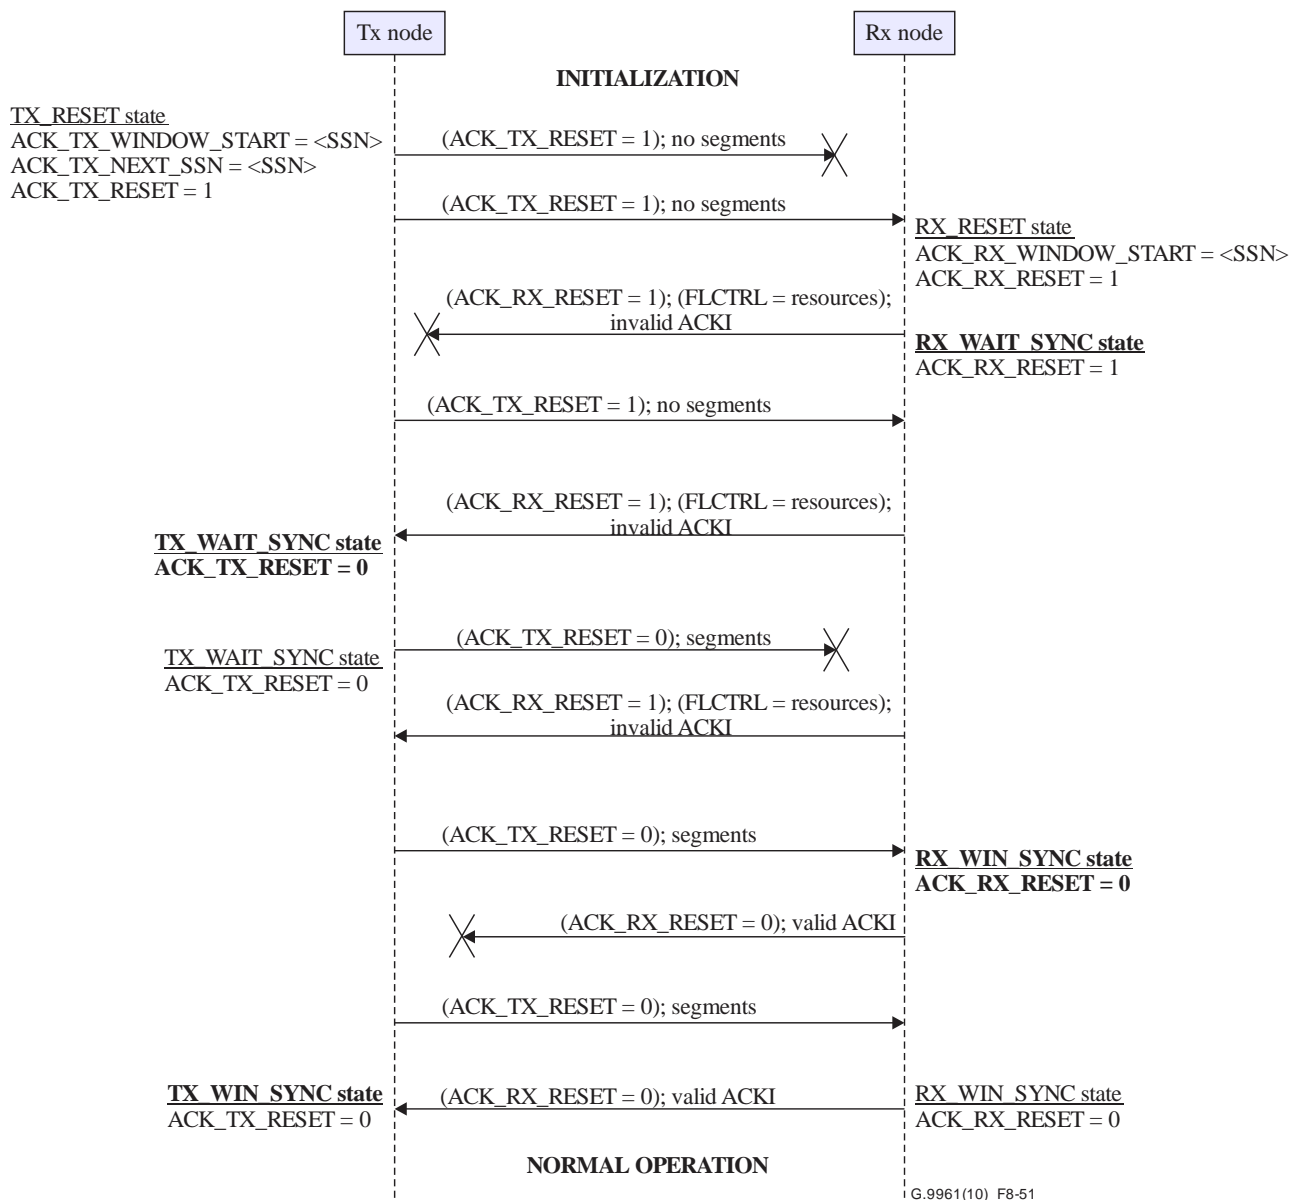 Tx node
Rx node
INITIALIZATION
TX_RESET state
ACK_TX_WINDOW_START = <SSN>
ACK_TX_NEXT_SSN = <SSN>
ACK_TX_RESET = 1
(ACK_TX_RESET = 1); no segments
(ACK_TX_RESET = 1); no segments
RX_RESET state
ACK_RX_WINDOW_START = <SSN>
ACK_RX_RESET = 1
(ACK_RX_RESET = 1); (FLCTRL = resources);
invalid ACKI
RX_WAIT_SYNC state
ACK_RX_RESET = 1
(ACK_TX_RESET = 1); no segments
(ACK_RX_RESET = 1); (FLCTRL = resources);
invalid ACKI
TX_WAIT_SYNC state
ACK_TX_RESET = 0
(ACK_TX_RESET = 0); segments
TX_WAIT_SYNC state
ACK_TX_RESET = 0
(ACK_RX_RESET = 1); (FLCTRL = resources);
invalid ACKI
(ACK_TX_RESET = 0); segments
RX_WIN_SYNC state
ACK_RX_RESET = 0
(ACK_RX_RESET = 0); valid ACKI
(ACK_TX_RESET = 0); segments
TX_WIN_SYNC state
ACK_TX_RESET = 0
(ACK_RX_RESET = 0); valid ACKI
RX_WIN_SYNC state
ACK_RX_RESET = 0
NORMAL OPERATION
G.9961(10)_F8-51